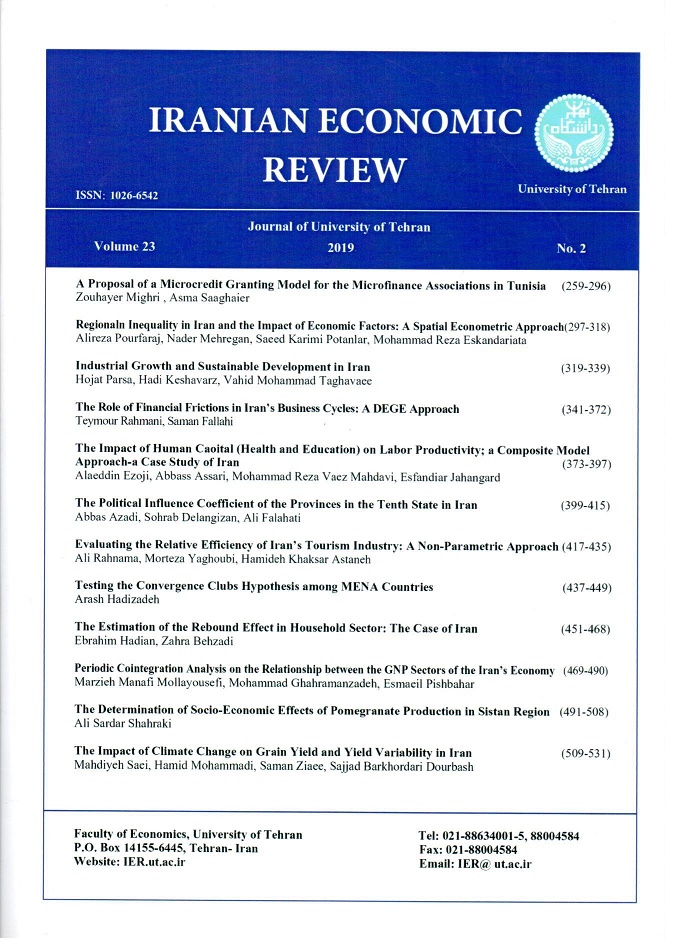 IRANIAN ECONOMIC
REVIEW
دانشگاه تهران
ISSN: 1026-6542
University of Tehran
Journal of University of Tehran
Volume 23 2019 No. 2
A Proposal of a Microcredit Granting Model for the Microfinance Associations in Tunisia (259-296)
Zouhayer Mighri , Asma Saaghaier
Regionaln Inequality in Iran and the Impact of Economic Factors: A Spatial Econometric Approach(297-318)
Alireza Pourfaraj, Nader Mehregan, Saeed Karimi Potanlar, Mohammad Reza Eskandariata
Industrial Growth and Sustainable Development in Iran (319-339)
Hojat Parsa, Hadi Keshavarz, Vahid Mohammad Taghavaee
The Role of Financial Frictions in Iran's Business Cycles: A DEGE Approach (341-372)
Teymour Rahmani, Saman Fallahi
The Impact of Human Caoital (Health and Education) on Labor Productivity; a Composite Model
Approach-a Case Study of Iran (373-397)
Alaeddin Ezoji, Abbass Assari, Mohammad Reza Vaez Mahdavi, Esfandiar Jahangard
The Political Influence Coefficient of the Provinces in the Tenth State in Iran (399-415)
Abbas Azadi, Sohrab Delangizan, Ali Falahati
Evaluating the Relative Efficiency of Iran's Tourism Industry: A Non-Parametric Approach (417-435)
Ali Rahnama, Morteza Yaghoubi, Hamideh Khaksar Astaneh
Testing the Convergence Clubs Hypothesis among MENA Countries (437-449)
Arash Hadizadeh
The Estimation of the Rebound Effect in Household Sector: The Case of Iran (451-468)
Ebrahim Hadian, Zahra Behzadi
Periodic Cointegration Analysis on the Relationship between the GNP Sectors of the Iran's Economy (469-490)
Marzieh Manafi Mollayousefi, Mohammad Ghahramanzadeh, Esmaeil Pishbahar
The Determination of Socio-Economic Effects of Pomegranate Production in Sistan Region (491-508)
Ali Sardar Shahraki
The Impact of Climate Change on Grain Yield and Yield Variability in Iran (509-531)
Mahdiyeh Saei, Hamid Mohammadi, Saman Ziaee, Sajjad Barkhordari Dourbash
Faculty of Economics, University of Tehran
P.O. Box 14155-6445, Tehran- Iran
Website: IER.ut.ac.ir
Tel: 021-88634001-5, 88004584
Fax: 021-88004584
Email: IER@ ut.ac.ir